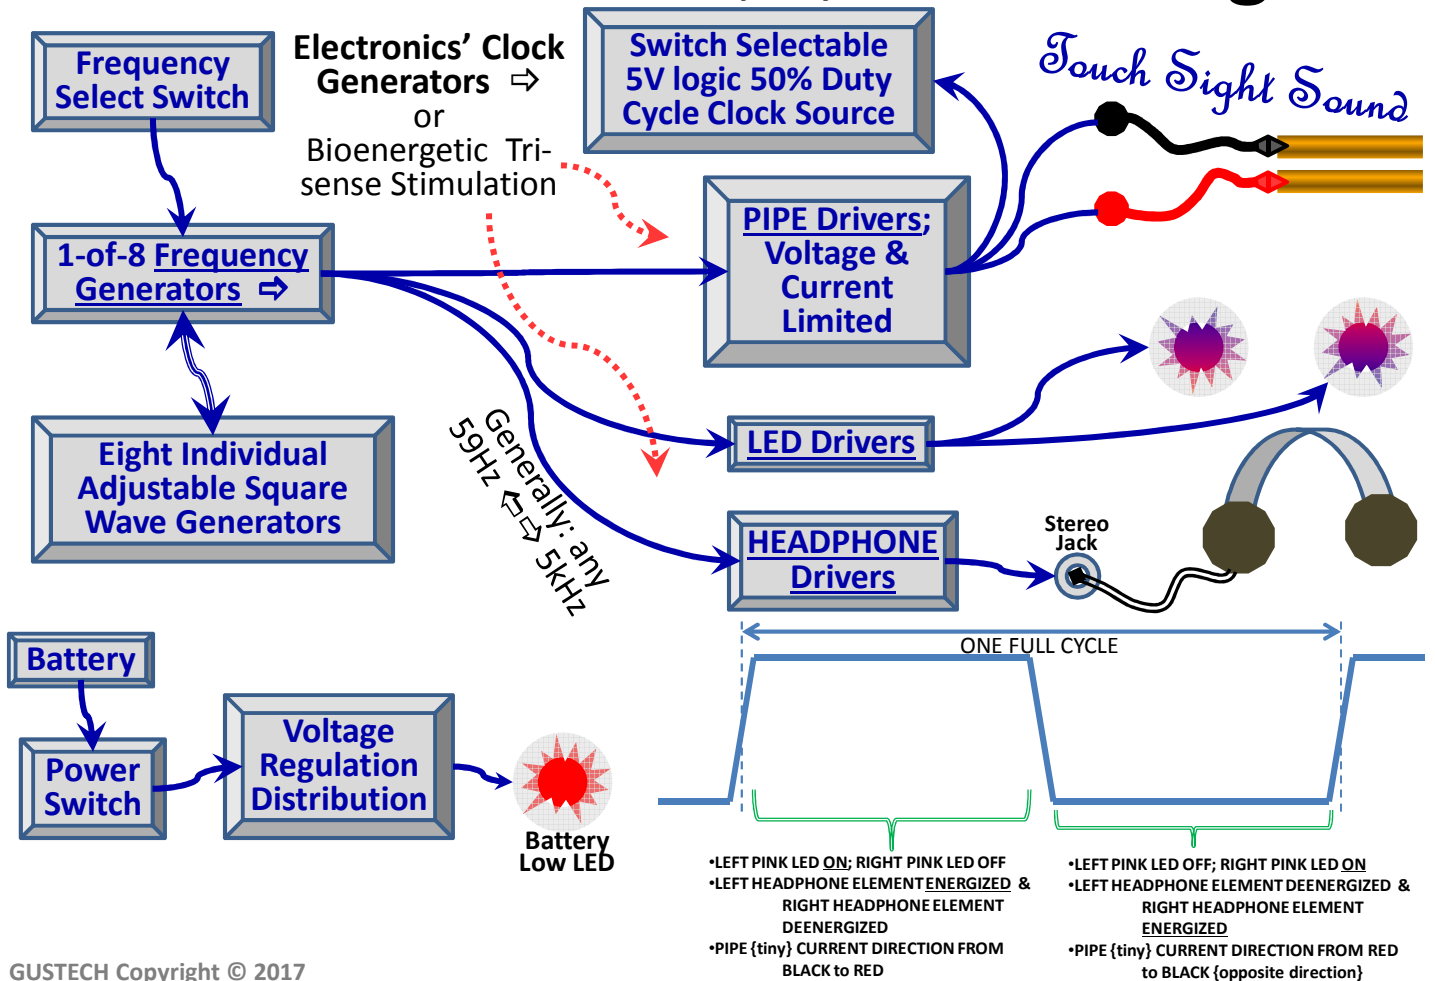 Frequency
Select Switch
Electronics’ Clock
Generators ⇨
or
Bioenergetic Tri-
sense Stimulation
Switch Selectable
5V logic 50% Duty
Cycle Clock Source
Touch Sight Sound
1-of-8 Frequency
Generators ⇨
PIPE Drivers;
Voltage &
Current
Limited
Eight Individual
Adjustable Square
Wave Generators
Generally: any
59Hz ⇦⇨ 5kHz
LED Drivers
HEADPHONE
Drivers
Stereo
Jack
Battery
Power
Switch
Voltage
Regulation
Distribution
Battery
Low LED
ONE FULL CYCLE
•LEFT PINK LED ON; RIGHT PINK LED OFF
•LEFT HEADPHONE ELEMENT ENERGIZED &
RIGHT HEADPHONE ELEMENT
DEENERGIZED
•PIPE {tiny} CURRENT DIRECTION FROM
BLACK to RED
•LEFT PINK LED OFF; RIGHT PINK LED ON
•LEFT HEADPHONE ELEMENT DEENERGIZED &
RIGHT HEADPHONE ELEMENT
ENERGIZED
•PIPE {tiny} CURRENT DIRECTION FROM RED
to BLACK {opposite direction}
GUSTECH Copyright © 2017